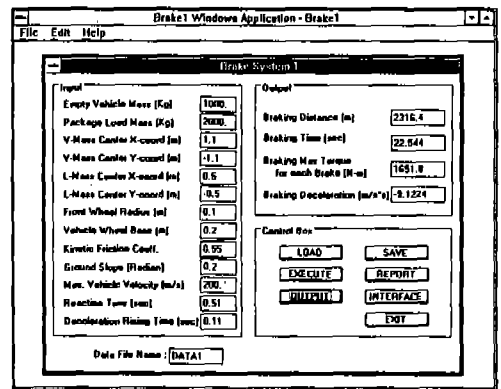 Brake1 Windows Application - Brake1
File Edit Help
Brake System 1
Input
Empty Vehicle Mass (Kg) 1000.
Package Load Mass (Kg) 2000.
V-Mass Center X-coord (m) 1.1
V-Mass Center Y-coord (m) -1.1
L-Mass Center X-coord (m) 0.5
L-Mass Center Y-coord (m) -0.5
Front Wheel Radius (m) 0.1
Vehicle Wheel Base (m) 0.2
Kinetic Friction Coeff. 0.55
Ground Slope (Radian) 0.2
Max. Vehicle Velocity (m/s) 200.
Reaction Time (sec) 0.51
Deceleration Rising Time (sec) 0.11
Data File Name : DATA1
Output
Braking Distance (m) 2316.4
Braking Time (sec) 22.544
Braking Max Torque
for each Brake (N-m) 1651.8
Braking Deceleration (m/s*s) -9.1224
Control Box
LOAD SAVE
EXECUTE REPORT
OUTPUT INTERFACE
EXIT